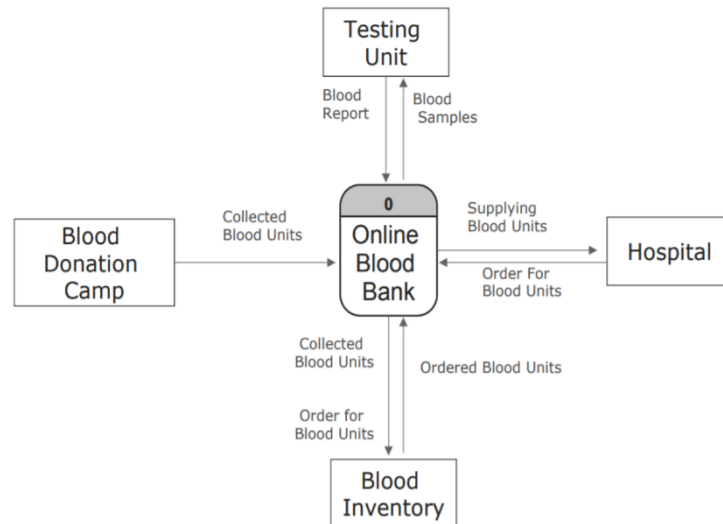 Testing
Unit
Blood
Report
Blood
Samples
0
Online
Blood
Bank
Blood
Donation
Camp
Collected
Blood Units
Supplying
Blood Units
Order For
Blood Units
Hospital
Collected
Blood Units
Ordered Blood Units
Order for
Blood Units
Blood
Inventory